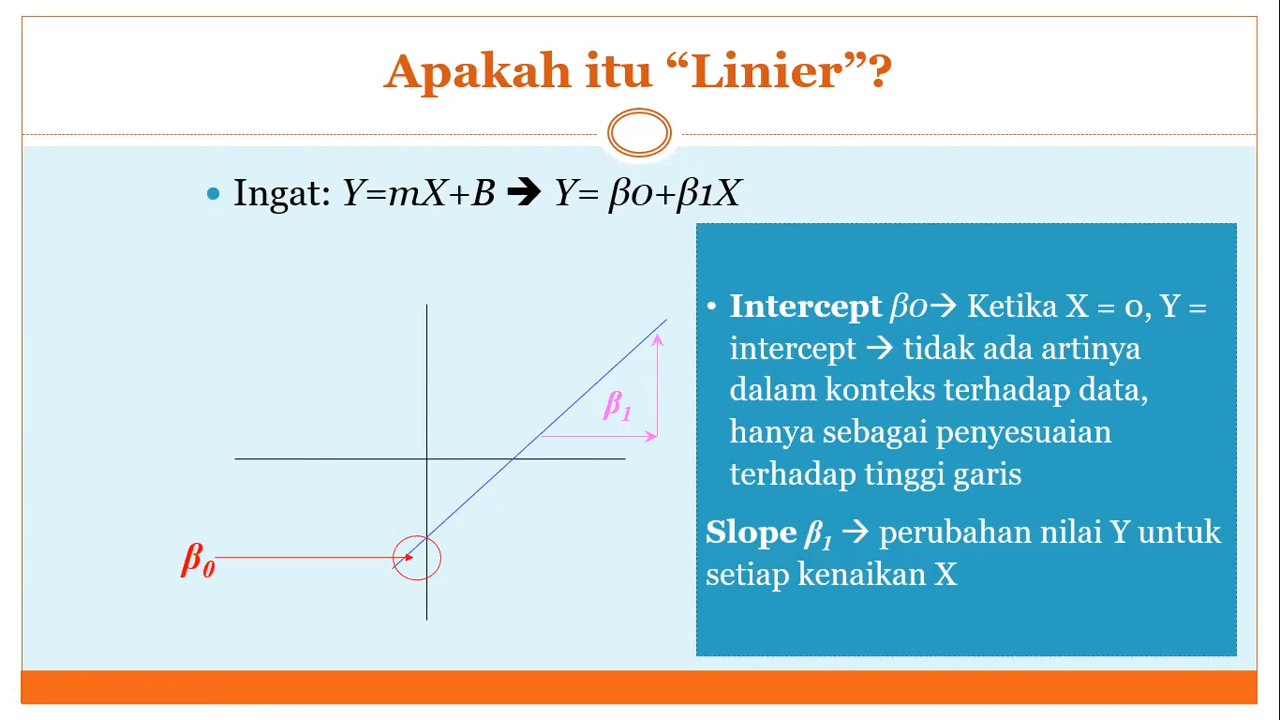 Apakah itu “Linier”?
• Ingat: Y=mX+B 🡺 Y= β0+β1X
• Intercept β0→ Ketika X = 0, Y =
intercept → tidak ada artinya
dalam konteks terhadap data,
hanya sebagai penyesuaian
terhadap tinggi garis
Slope β₁ → perubahan nilai Y untuk
setiap kenaikan X
β₁
β₀